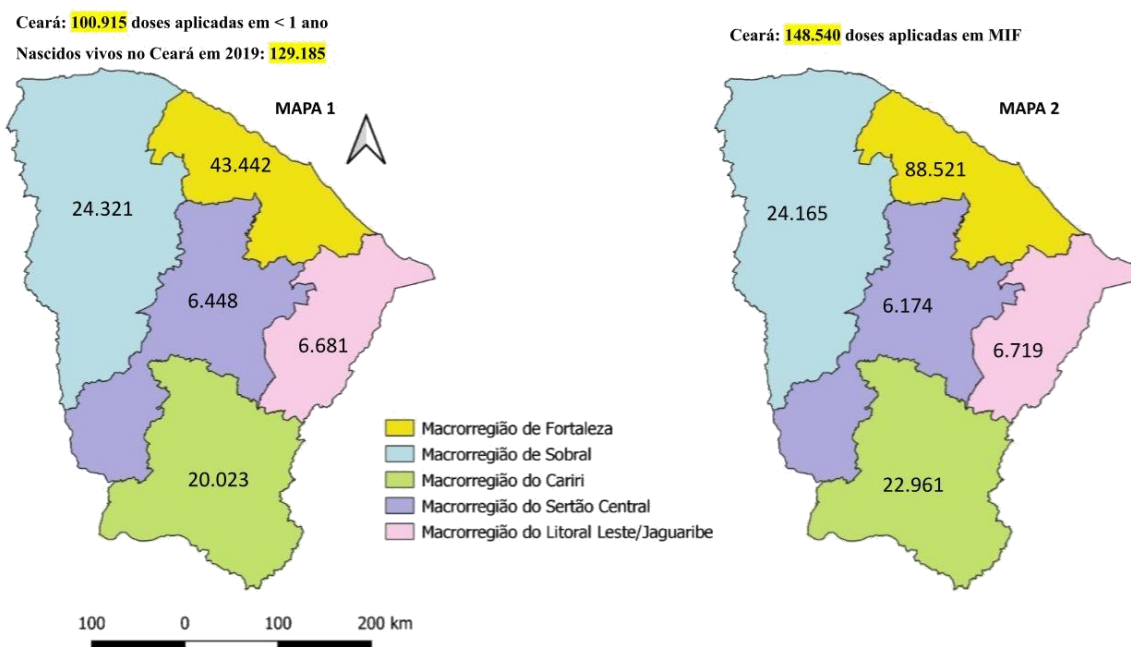 Ceará: 100.915 doses aplicadas em < 1 ano
Nascidos vivos no Ceará em 2019: 129.185
MAPA 1
43.442
24.321
6.448
6.681
20.023
Macrorregião de Fortaleza
Macrorregião de Sobral
Macrorregião do Cariri
Macrorregião do Sertão Central
Macrorregião do Litoral Leste/Jaguaribe
100 0 100 200 km
Ceará: 148.540 doses aplicadas em MIF
MAPA 2
88.521
24.165
6.174
6.719
22.961